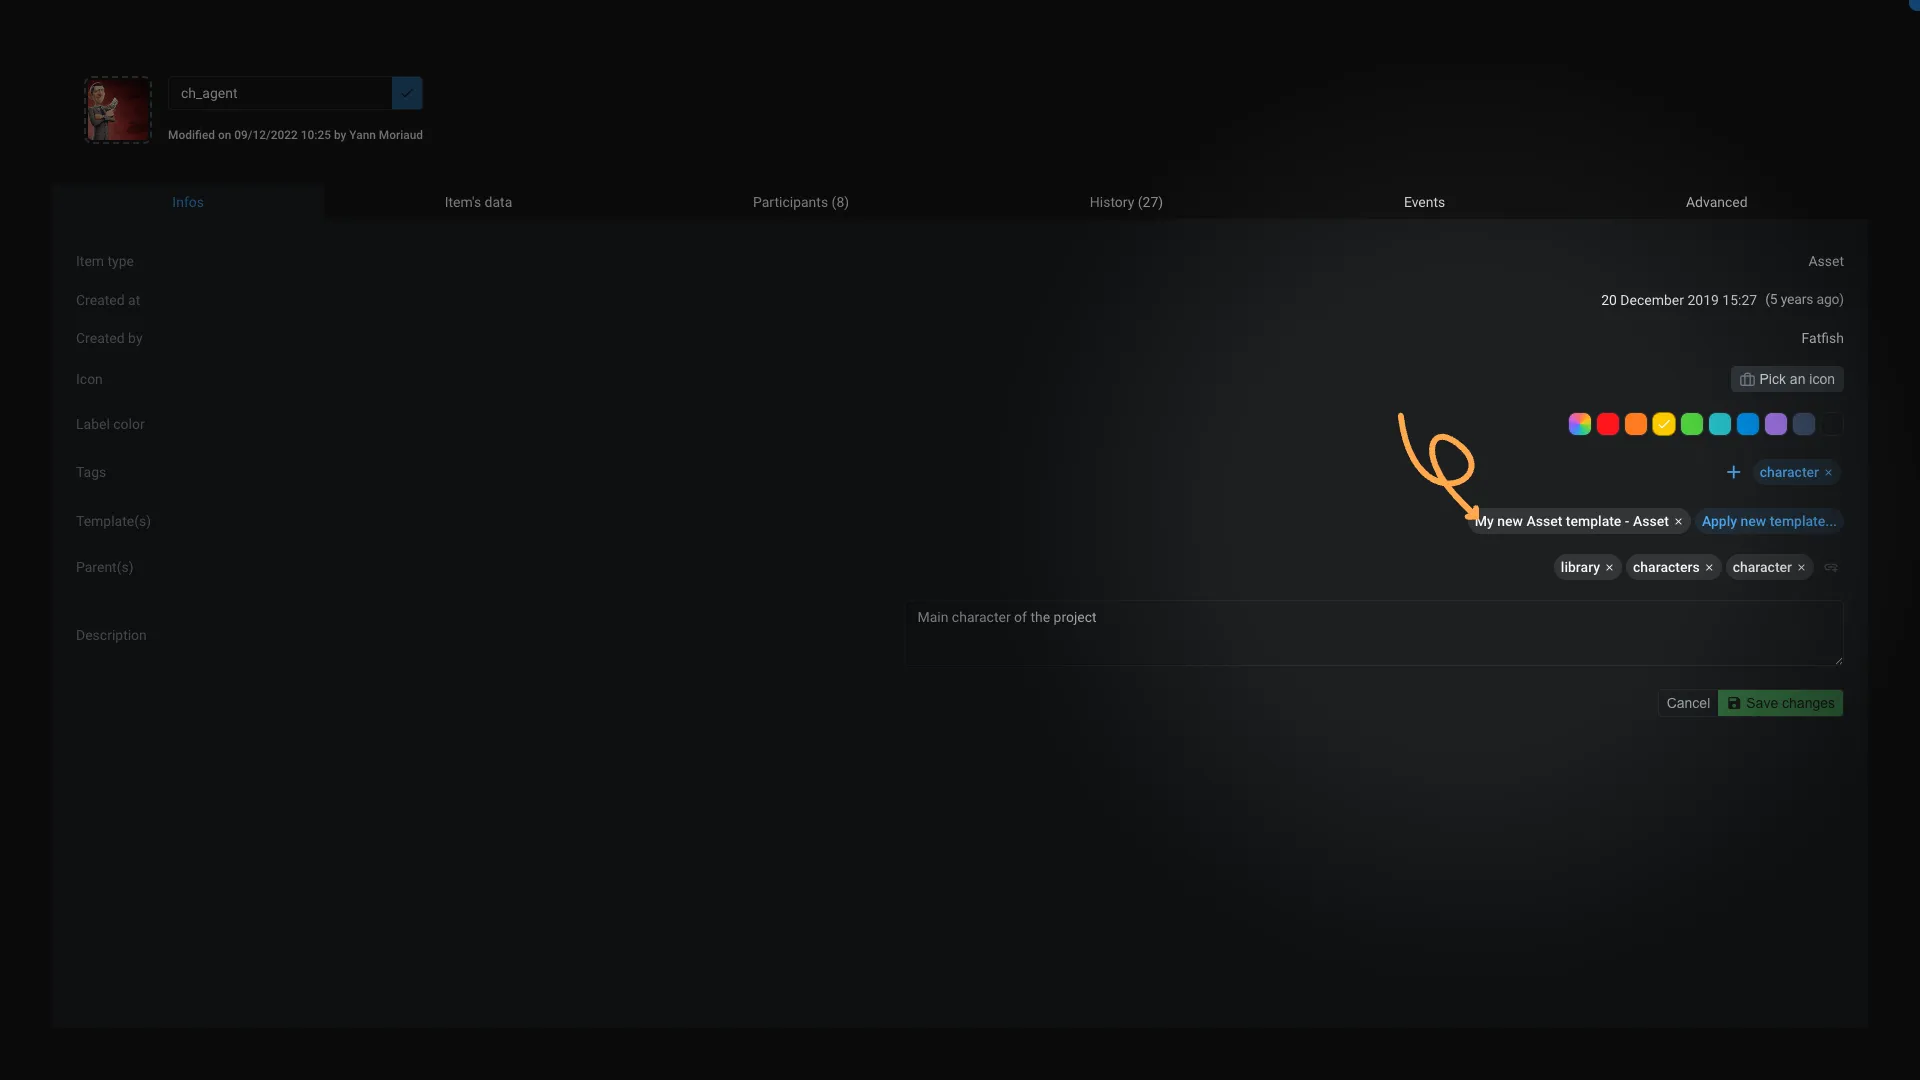 ch_agent
Modified on 09/12/2022 10:25 by Yann Moriaud
Infos Item's data Participants (8) History (27) Events Advanced
Item type Asset
Created at 20 December 2019 15:27 (5 years ago)
Created by Fatfish
Icon Pick an icon
Label color
Tags + character ×
Template(s) My new Asset template - Asset × Apply new template...
Parent(s) library × characters × character ×
Description Main character of the project
Cancel Save changes